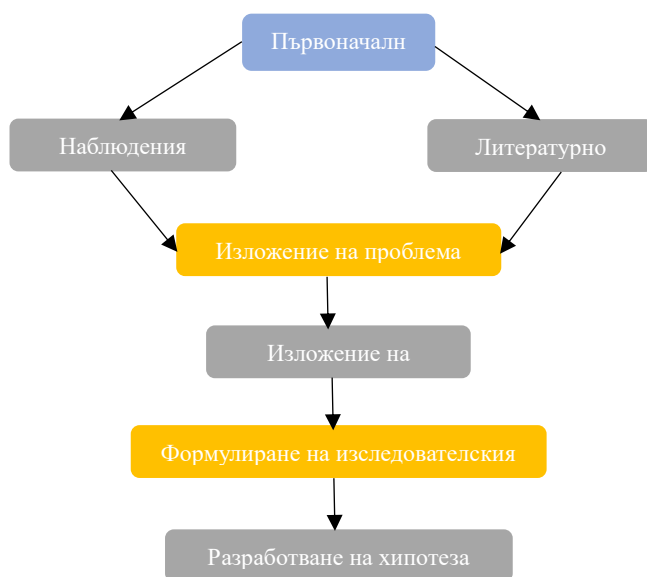 Първоначалн
Наблюдения
Литературно
Изложение на проблема
Изложение на
Формулиране на изследователския
Разработване на хипотеза